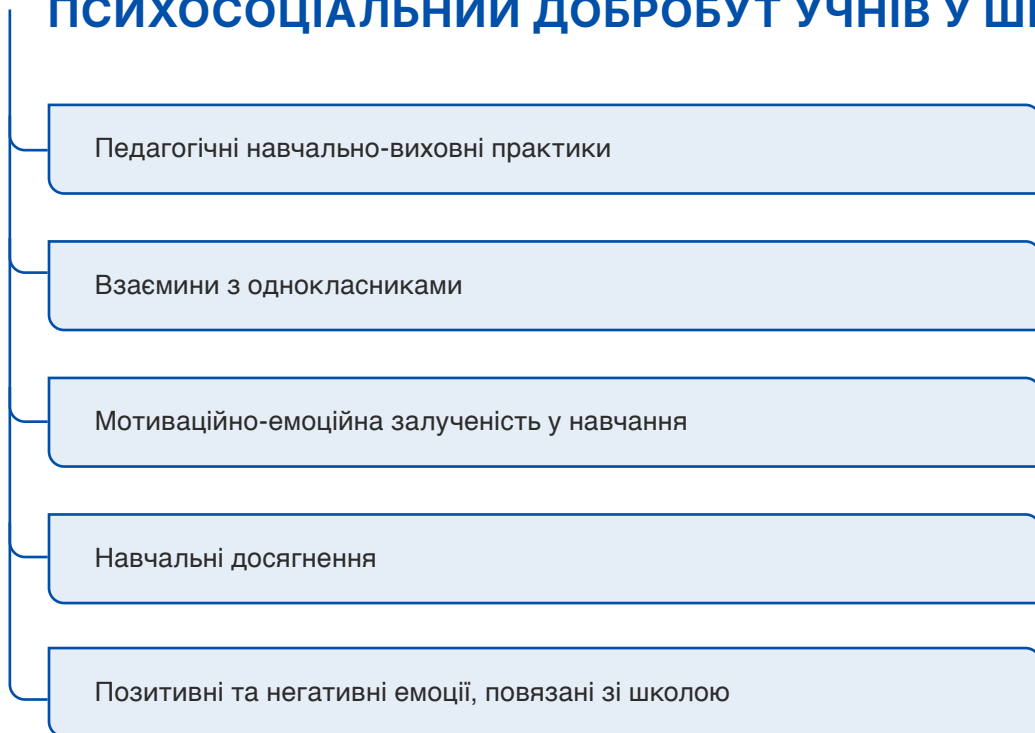 ПСИХОСОЦІАЛЬНИЙ ДОБРОБУТ УЧНІВ У
Педагогічні навчально-виховні практики
Взаємини з однокласниками
Мотиваційно-емоційна залученість у навчання
Навчальні досягнення
Позитивні та негативні емоції, повязані зі школою